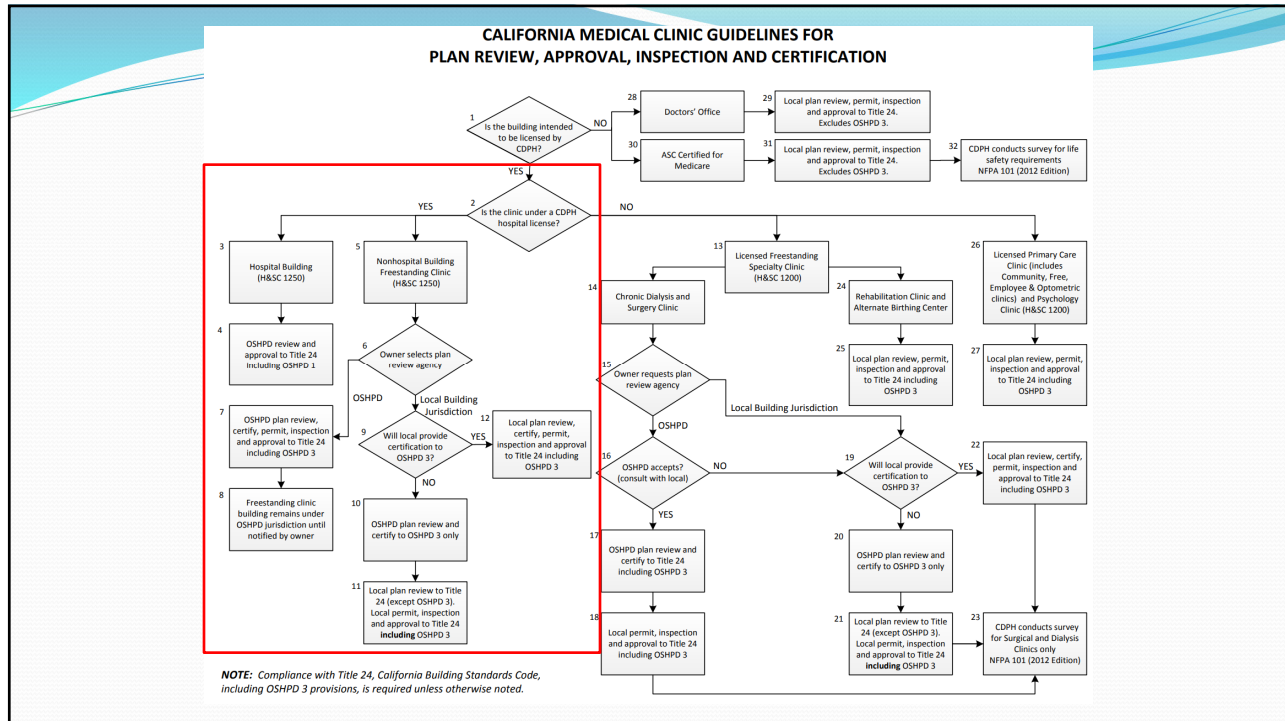 CALIFORNIA MEDICAL CLINIC GUIDELINES FOR
PLAN REVIEW, APPROVAL, INSPECTION AND CERTIFICATION
1
Is the building intended
to be licensed by
CDPH?
NO
YES
28
Doctors' Office
29
Local plan review, permit, inspection
and approval to Title 24.
Excludes OSHPD 3.
30
ASC Certified for
Medicare
31
Local plan review, permit, inspection
and approval to Title 24.
Excludes OSHPD 3.
32
CDPH conducts survey for life
safety requirements
NFPA 101 (2012 Edition)
2
Is the clinic under a CDPH
hospital license?
YES
NO
3
Hospital Building
(H&SC 1250)
4
OSHPD review and
approval to Title 24
including OSHPD 1
5
Nonhospital Building
Freestanding Clinic
(H&SC 1250)
6
Owner selects plan
review agency
OSHPD
Local Building
Jurisdiction
7
OSHPD plan review,
certify, permit, inspection
and approval to Title 24
including OSHPD 3
8
Freestanding clinic
building remains under
OSHPD jurisdiction until
notified by owner
9
Will local provide
certification to
OSHPD 3?
YES
NO
10
OSHPD plan review and
certify to OSHPD 3 only
11
Local plan review to Title
24 (except OSHPD 3).
Local permit, inspection
and approval to Title 24
including OSHPD 3
12
Local plan review,
certify, permit,
inspection and approval
to Title 24 including
OSHPD 3
13
Licensed Freestanding
Specialty Clinic
(H&SC 1200)
14
Chronic Dialysis and
Surgery Clinic
15
Owner requests plan
review agency
Local Building Jurisdiction
OSHPD
16
OSHPD accepts?
(consult with local)
NO
YES
17
OSHPD plan review and
certify to Title 24
including OSHPD 3
18
Local permit, inspection
and approval to Title 24
including OSHPD 3
19
Will local provide
certification to
OSHPD 3?
YES
NO
20
OSHPD plan review and
certify to OSHPD 3 only
21
Local plan review to Title
24 (except OSHPD 3).
Local permit, inspection
and approval to Title 24
including OSHPD 3
22
Local plan review, certify,
permit, inspection and
approval to Title 24
including OSHPD 3
23
CDPH conducts survey
for Surgical and Dialysis
Clinics only
NFPA 101 (2012 Edition)
24
Rehabilitation Clinic and
Alternate Birthing Center
25
Local plan review, permit,
inspection and approval
to Title 24 including
OSHPD 3
26
Licensed Primary Care
Clinic (includes
Community, Free,
Employee & Optometric
clinics) and Psychology
Clinic (H&SC 1200)
27
Local plan review, permit,
inspection and approval
to Title 24 including
OSHPD 3
NOTE: Compliance with Title 24, California Building Standards Code,
including OSHPD 3 provisions, is required unless otherwise noted.